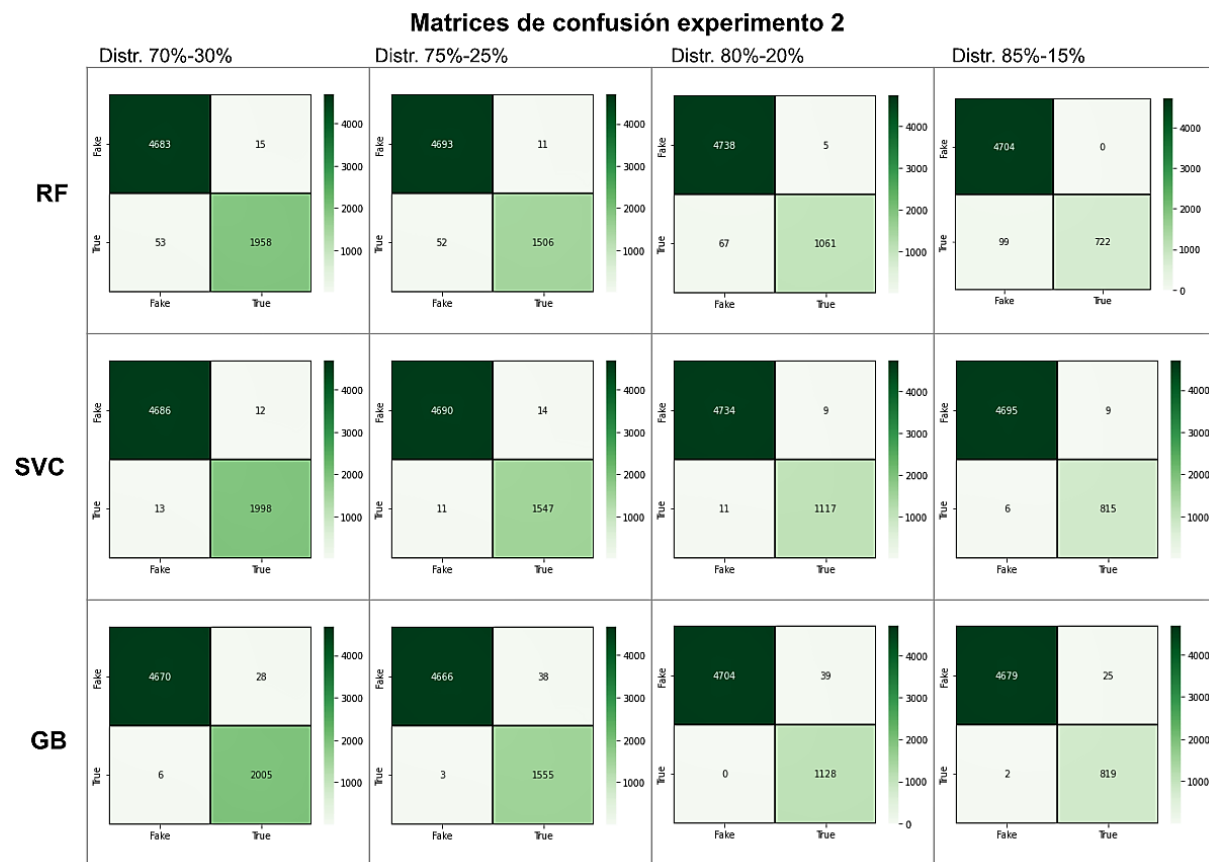 Matrices de confusión experimento 2
Distr. 70%-30% Distr. 75%-25% Distr. 80%-20% Distr. 85%-15%
RF
Fake 4683 15
True 53 1958
Fake True
4000
3000
2000
1000
Fake 4693 11
True 52 1506
Fake True
4000
3000
2000
1000
Fake 4738 5
True 67 1061
Fake True
4000
3000
2000
1000
Fake 4704 0
True 99 722
Fake True
4000
3000
2000
1000
0
SVC
Fake 4686 12
True 13 1998
Fake True
4000
3000
2000
1000
Fake 4690 14
True 11 1547
Fake True
4000
3000
2000
1000
Fake 4734 9
True 11 1117
Fake True
4000
3000
2000
1000
Fake 4695 9
True 6 815
Fake True
4000
3000
2000
1000
GB
Fake 4670 28
True 6 2005
Fake True
4000
3000
2000
1000
Fake 4666 38
True 3 1555
Fake True
4000
3000
2000
1000
Fake 4704 39
True 0 1128
Fake True
4000
3000
2000
1000
0
Fake 4679 25
True 2 819
Fake True
4000
3000
2000
1000